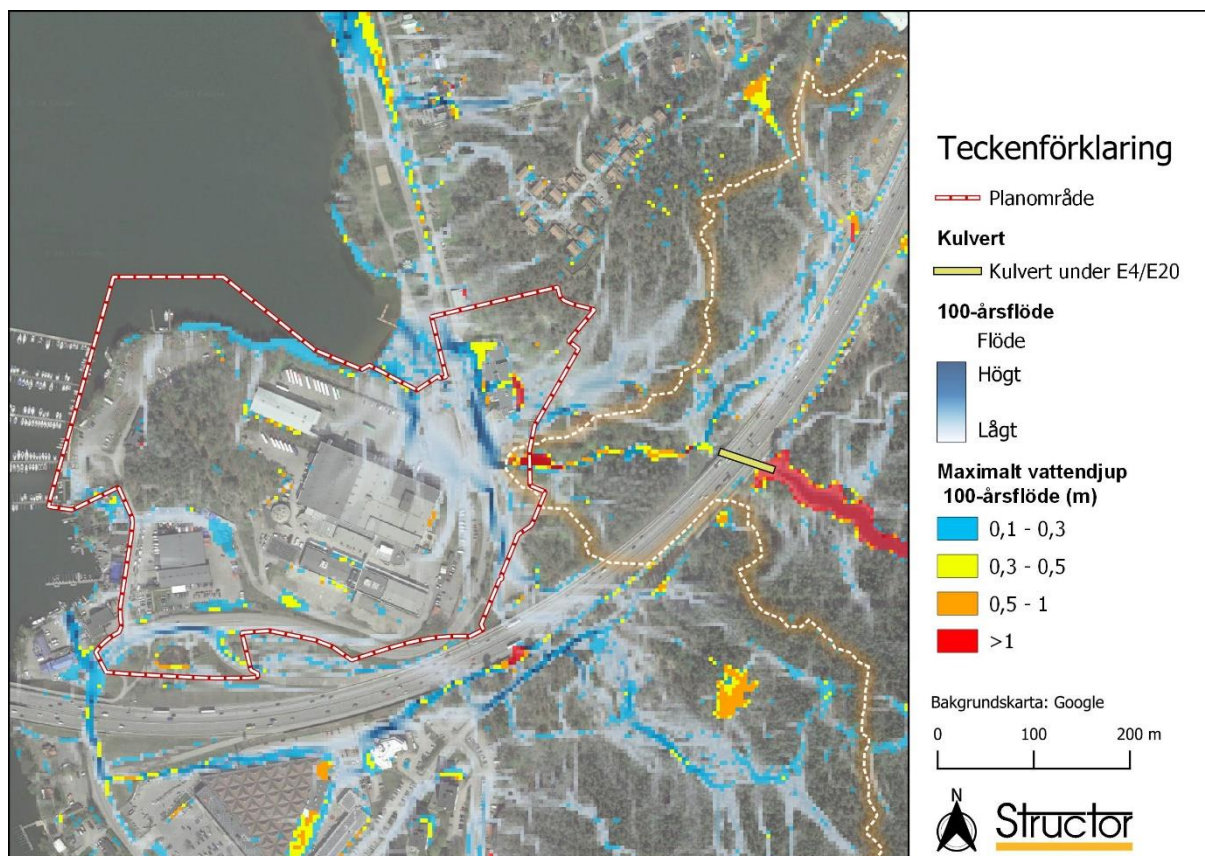 Teckenförklaring
Planområde
Kulvert
Kulvert under E4/E20
100-årsflöde
Flöde
Högt
Lågt
Maximalt vattendjup
100-årsflöde (m)
0,1 - 0,3
0,3 - 0,5
0,5 - 1
>1
Bakgrundskarta: Google
0 100 200 m
N
Structor